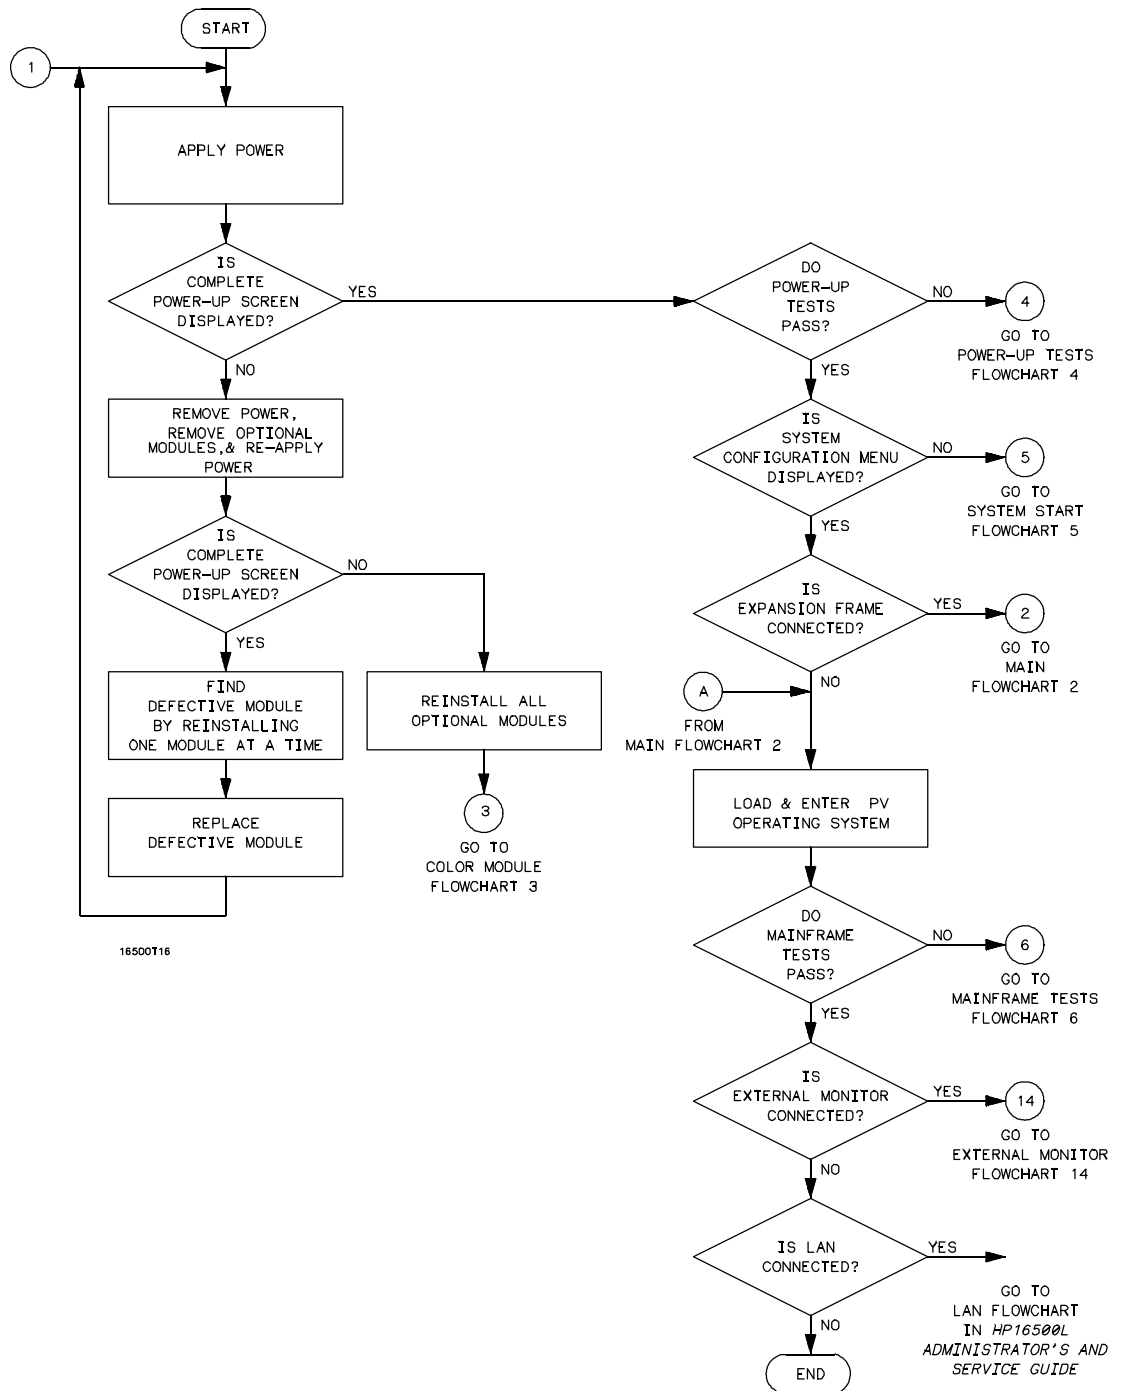 START
1
APPLY POWER
IS
COMPLETE
POWER-UP SCREEN
DISPLAYED?
YES
NO
REMOVE POWER,
REMOVE OPTIONAL
MODULES,& RE-APPLY
POWER
IS
COMPLETE
POWER-UP SCREEN
DISPLAYED?
NO
YES
FIND
DEFECTIVE MODULE
BY REINSTALLING
ONE MODULE AT A TIME
REPLACE
DEFECTIVE MODULE
REINSTALL ALL
OPTIONAL MODULES
3
GO TO
COLOR MODULE
FLOWCHART 3
16500T16
DO
POWER-UP
TESTS
PASS?
NO
4
GO TO
POWER-UP TESTS
FLOWCHART 4
YES
IS
SYSTEM
CONFIGURATION MENU
DISPLAYED?
NO
5
GO TO
SYSTEM START
FLOWCHART 5
YES
IS
EXPANSION FRAME
CONNECTED?
YES
2
GO TO
MAIN
FLOWCHART 2
NO
A
FROM
MAIN FLOWCHART 2
LOAD & ENTER PV
OPERATING SYSTEM
DO
MAINFRAME
TESTS
PASS?
NO
6
GO TO
MAINFRAME TESTS
FLOWCHART 6
YES
IS
EXTERNAL MONITOR
CONNECTED?
YES
14
GO TO
EXTERNAL MONITOR
FLOWCHART 14
NO
IS LAN
CONNECTED?
YES
GO TO
LAN FLOWCHART
IN HP16500L
ADMINISTRATOR'S AND
SERVICE GUIDE
NO
END